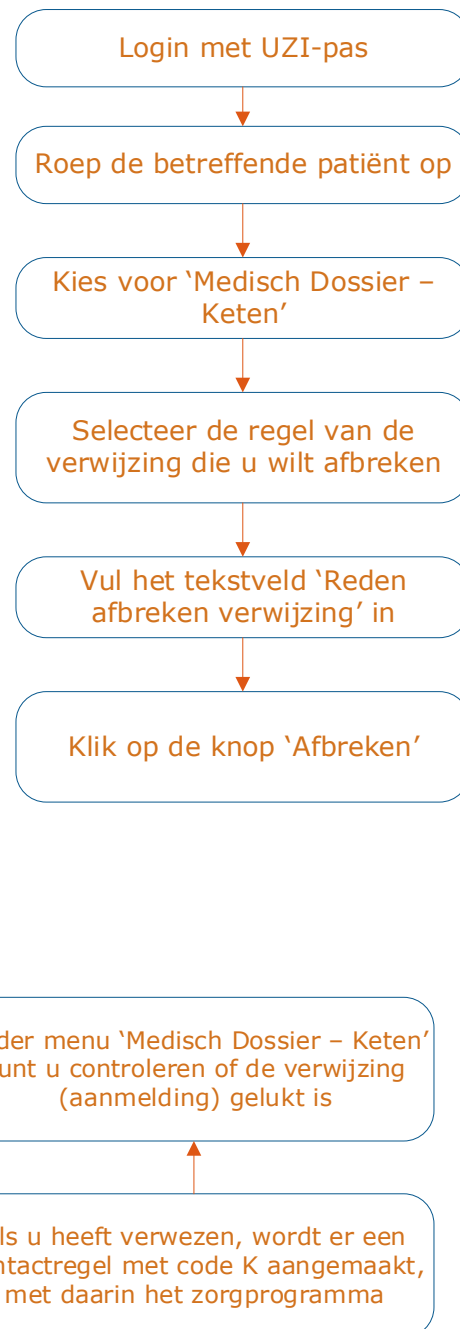 Login met UZI-pas
Roep de betreffende patiënt op
Kies voor ‘Medisch Dossier –
Keten’
Selecteer de regel van de
verwijzing die u wilt afbreken
Vul het tekstveld ‘Reden
afbreken verwijzing’ in
Klik op de knop ‘Afbreken’
der menu ‘Medisch Dossier – Keten’
unt u controleren of de verwijzing
(aanmelding) gelukt is
ls u heeft verwezen, wordt er een
ntactregel met code K aangemaakt,
met daarin het zorgprogramma